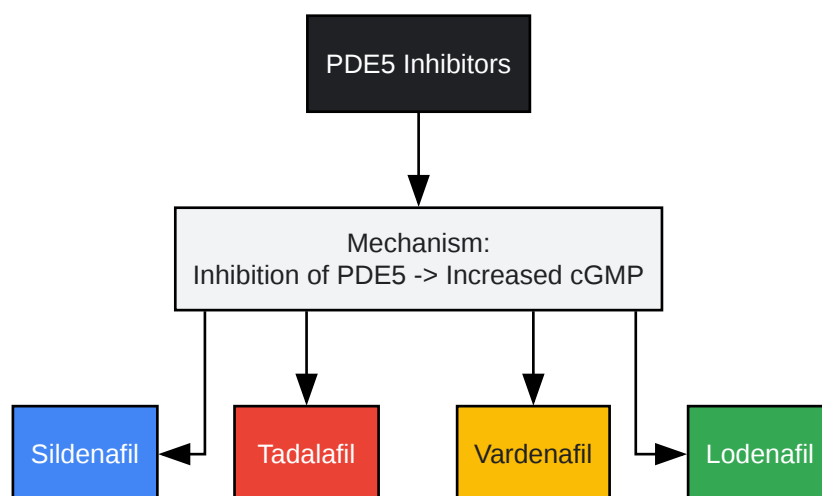 PDE5 Inhibitors
Mechanism:
Inhibition of PDE5 -> Increased cGMP
Sildenafil
Tadalafil
Vardenafil
Lodenafil